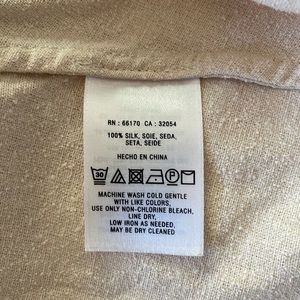 RN : 66170 CA : 32054
100% SILK, SOIE, SEDA,
SETA, SEIDE
HECHO EN CHINA
30 P
MACHINE WASH COLD GENTLE
WITH LIKE COLORS,
USE ONLY NON-CHLORINE BLEACH,
LINE DRY,
LOW IRON AS NEEDED,
MAY BE DRY CLEANED